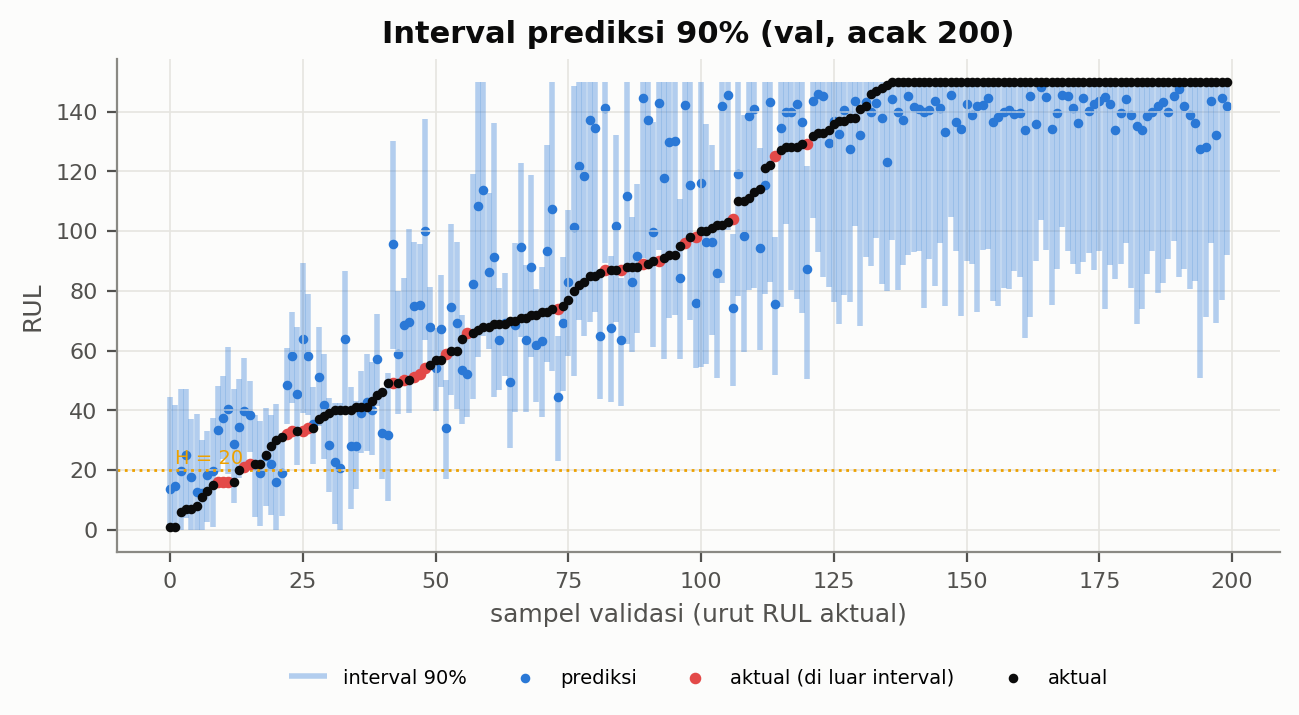 Interval prediksi 90% (val, acak 200)
RUL
140
120
100
80
60
40
20
0
H = 20
0 25 50 75 100 125 150 175 200
sampel validasi (urut RUL aktual)
interval 90% prediksi aktual (di luar interval) aktual